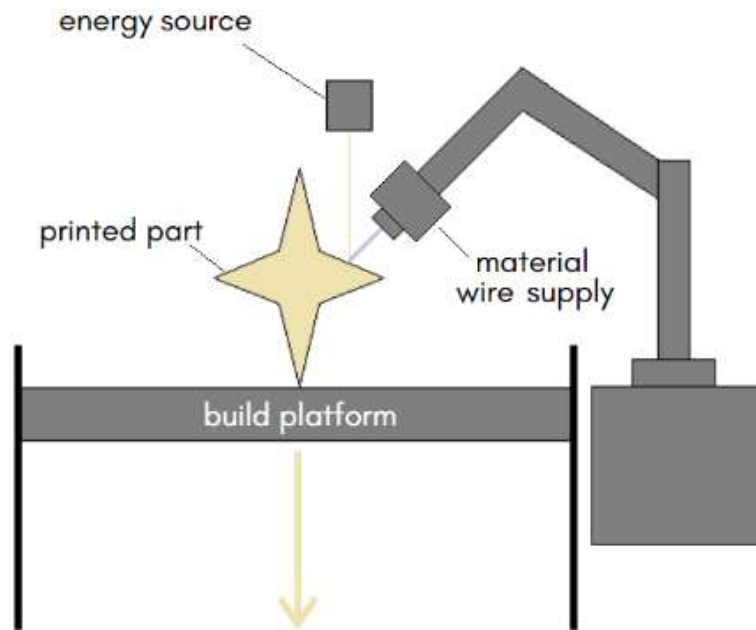 energy source
printed part
material
wire supply
build platform